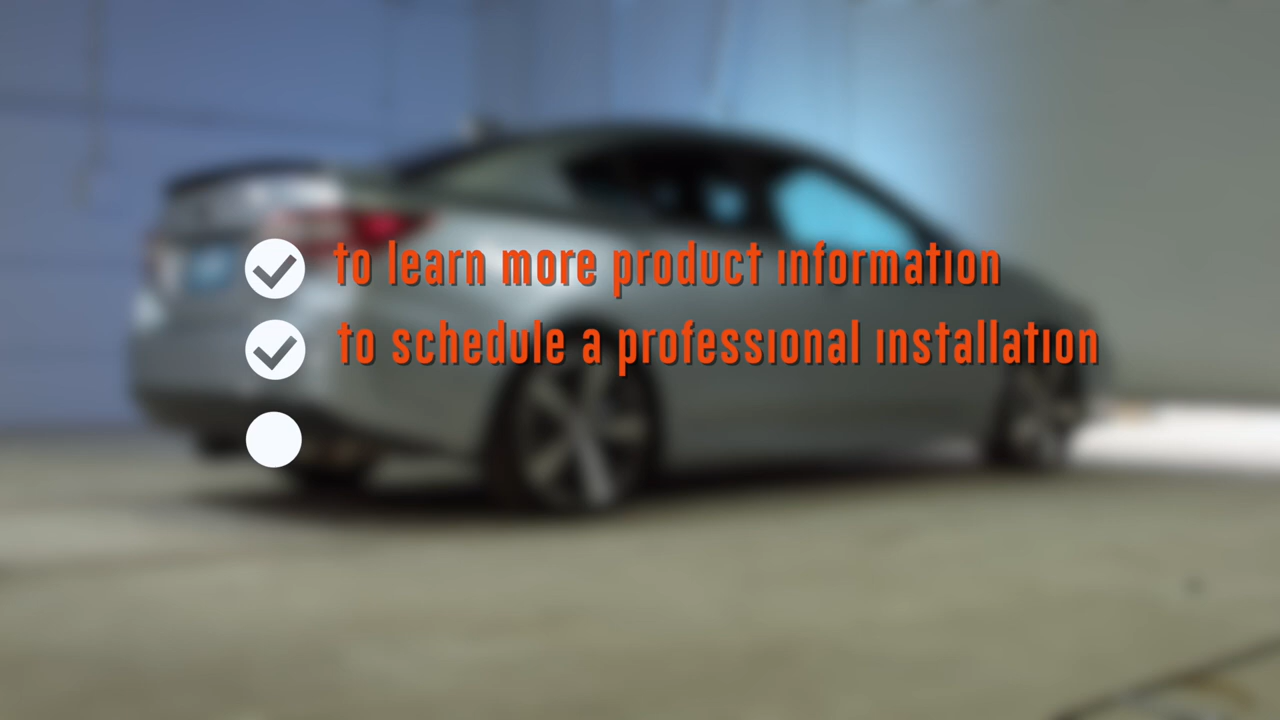 to learn more product information
to schedule a professional installation